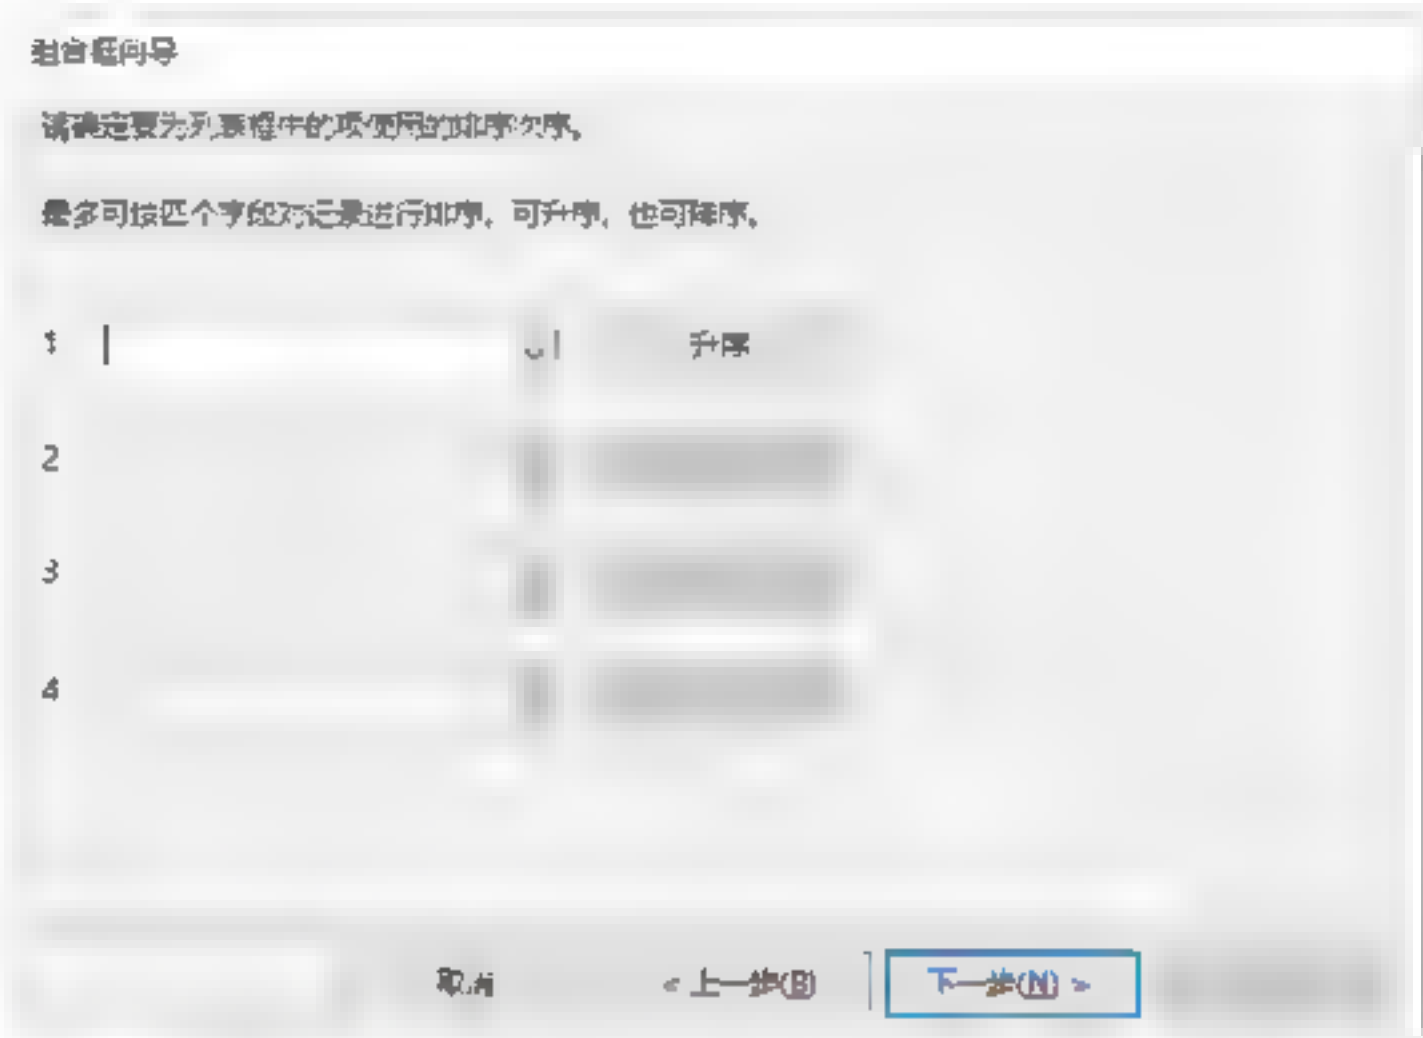 组合框向导
请确定要为列表框中的项使用的排序次序。
最多可按四个字段对记录进行排序，可升序，也可降序。
1 升序
2
3
4
取消 < 上一步(B) 下一步(N) >